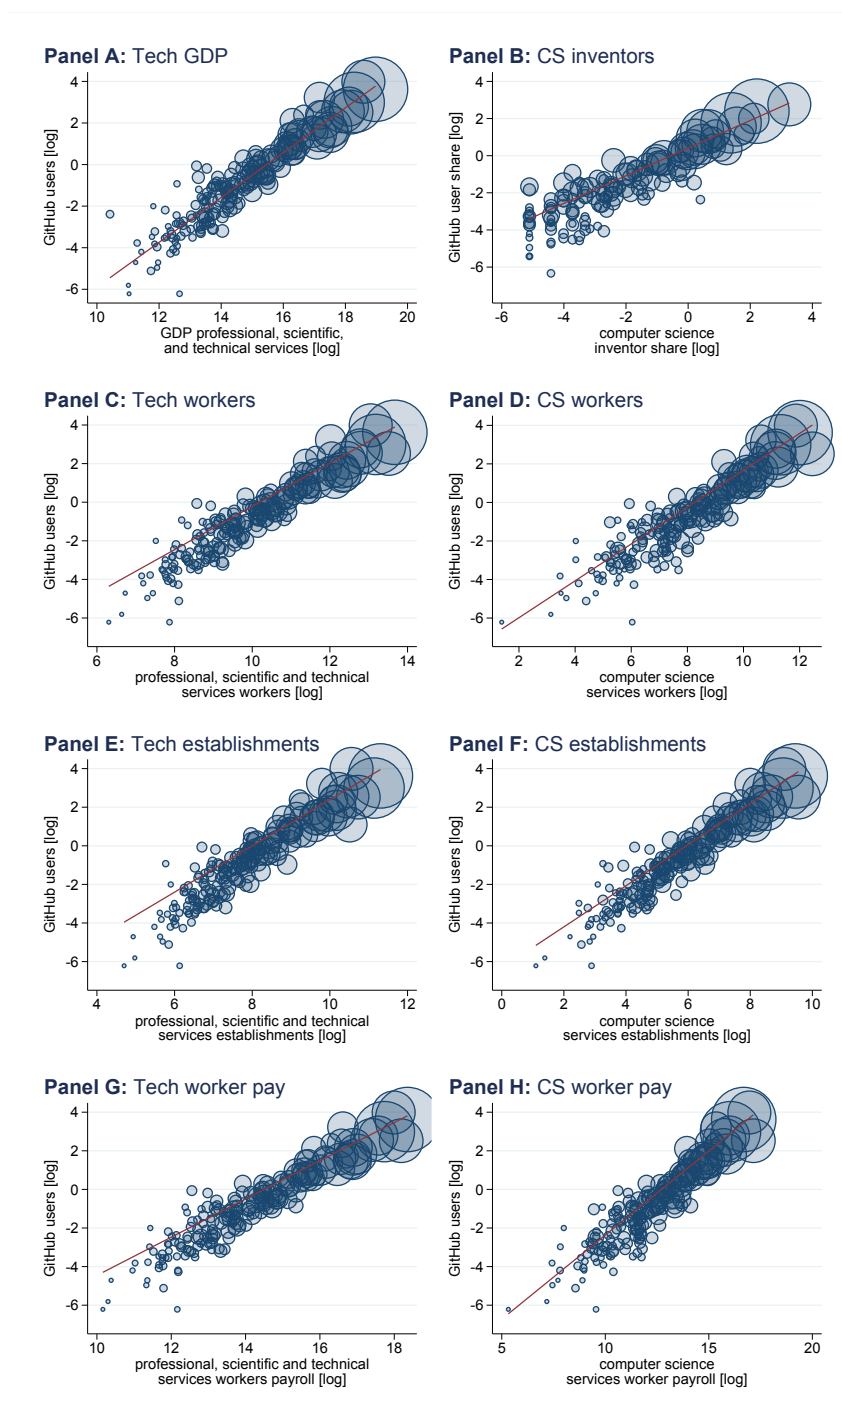 Panel A: Tech GDP
GitHub users [log]
4
2
0
-2
-4
-6
10 12 14 16 18 20
GDP professional, scientific,
and technical services [log]
Panel B: CS inventors
GitHub user share [log]
4
2
0
-2
-4
-6
-6 -4 -2 0 2 4
computer science
inventor share [log]
Panel C: Tech workers
GitHub users [log]
4
2
0
-2
-4
-6
6 8 10 12 14
professional, scientific and technical
services workers [log]
Panel D: CS workers
GitHub users [log]
4
2
0
-2
-4
-6
2 4 6 8 10 12
computer science
services workers [log]
Panel E: Tech establishments
GitHub users [log]
4
2
0
-2
-4
-6
4 6 8 10 12
professional, scientific and technical
services establishments [log]
Panel F: CS establishments
GitHub users [log]
4
2
0
-2
-4
-6
0 2 4 6 8 10
computer science
services establishments [log]
Panel G: Tech worker pay
GitHub users [log]
4
2
0
-2
-4
-6
10 12 14 16 18
professional, scientific and technical
services workers payroll [log]
Panel H: CS worker pay
GitHub users [log]
4
2
0
-2
-4
-6
5 10 15 20
computer science
services worker payroll [log]